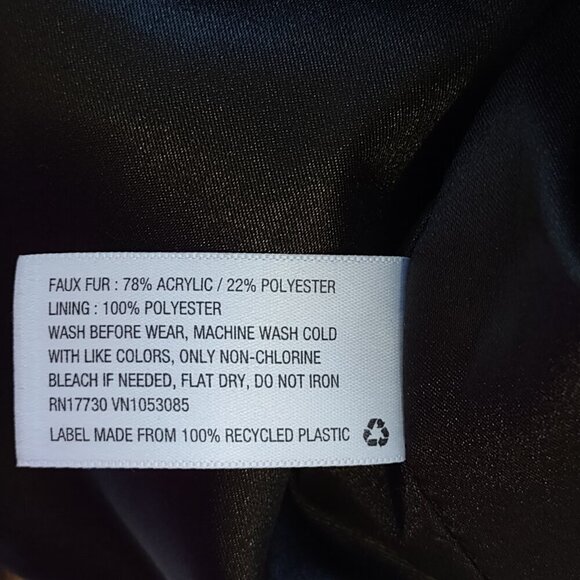 FAUX FUR : 78% ACRYLIC / 22% POLYESTER
LINING : 100% POLYESTER
WASH BEFORE WEAR, MACHINE WASH COLD
WITH LIKE COLORS, ONLY NON-CHLORINE
BLEACH IF NEEDED, FLAT DRY, DO NOT IRON
RN17730 VN1053085
LABEL MADE FROM 100% RECYCLED PLASTIC